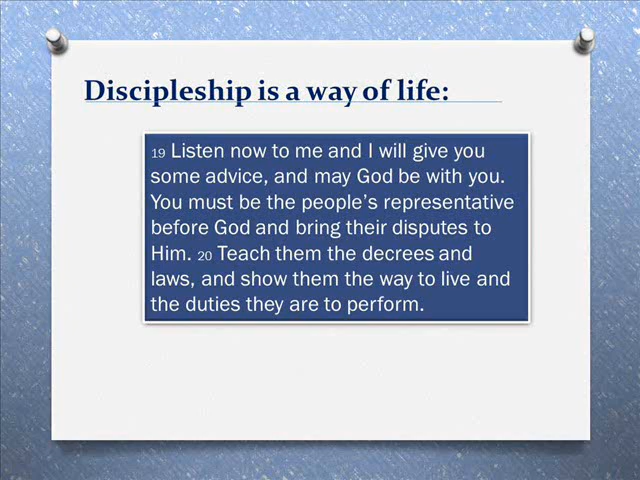 Discipleship is a way of life:
19 Listen now to me and I will give you
some advice, and may God be with you.
You must be the people’s representative
before God and bring their disputes to
Him. 20 Teach them the decrees and
laws, and show them the way to live and
the duties they are to perform.